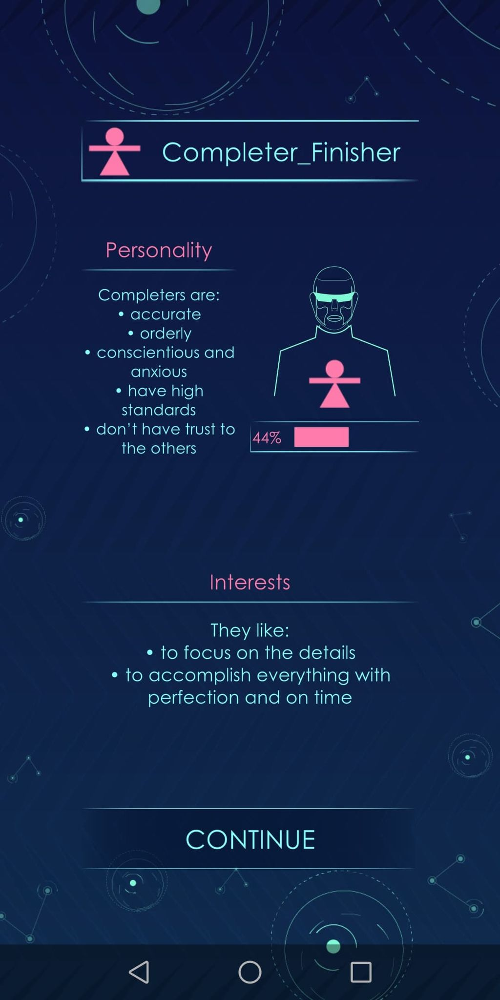 Completer_Finisher
Personality
Completers are:
• accurate
• orderly
• conscientious and
anxious
• have high
standards
• don't have trust to
the others
44%
Interests
They like:
• to focus on the details
• to accomplish everything with
perfection and on time
CONTINUE